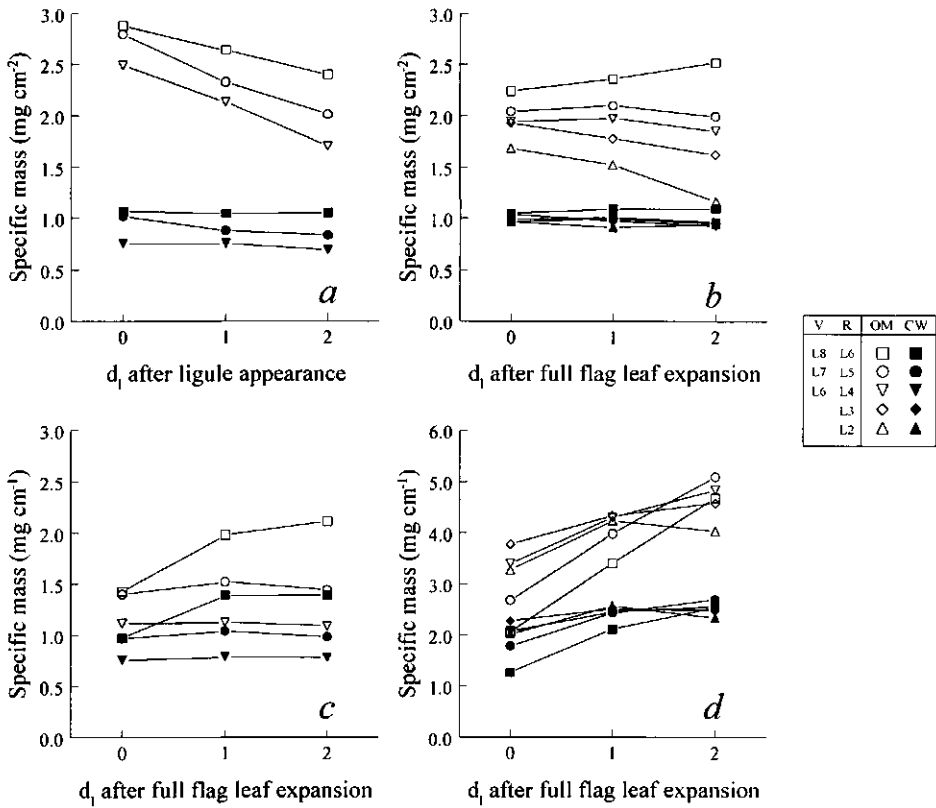 3.0
2.5
2.0
1.5
1.0
0.5
0.0
Specific mass (mg cm-2)
0 1 2
a
d1 after ligule appearance
3.0
2.5
2.0
1.5
1.0
0.5
0.0
Specific mass (mg cm-2)
0 1 2
b
d1 after full flag leaf expansion
V R OM CW
L8 L6
L7 L5
L6 L4
L3
L2
3.0
2.5
2.0
1.5
1.0
0.5
0.0
Specific mass (mg cm-1)
0 1 2
c
d1 after full flag leaf expansion
6.0
5.0
4.0
3.0
2.0
1.0
0.0
Specific mass (mg cm-1)
0 1 2
d
d1 after full flag leaf expansion